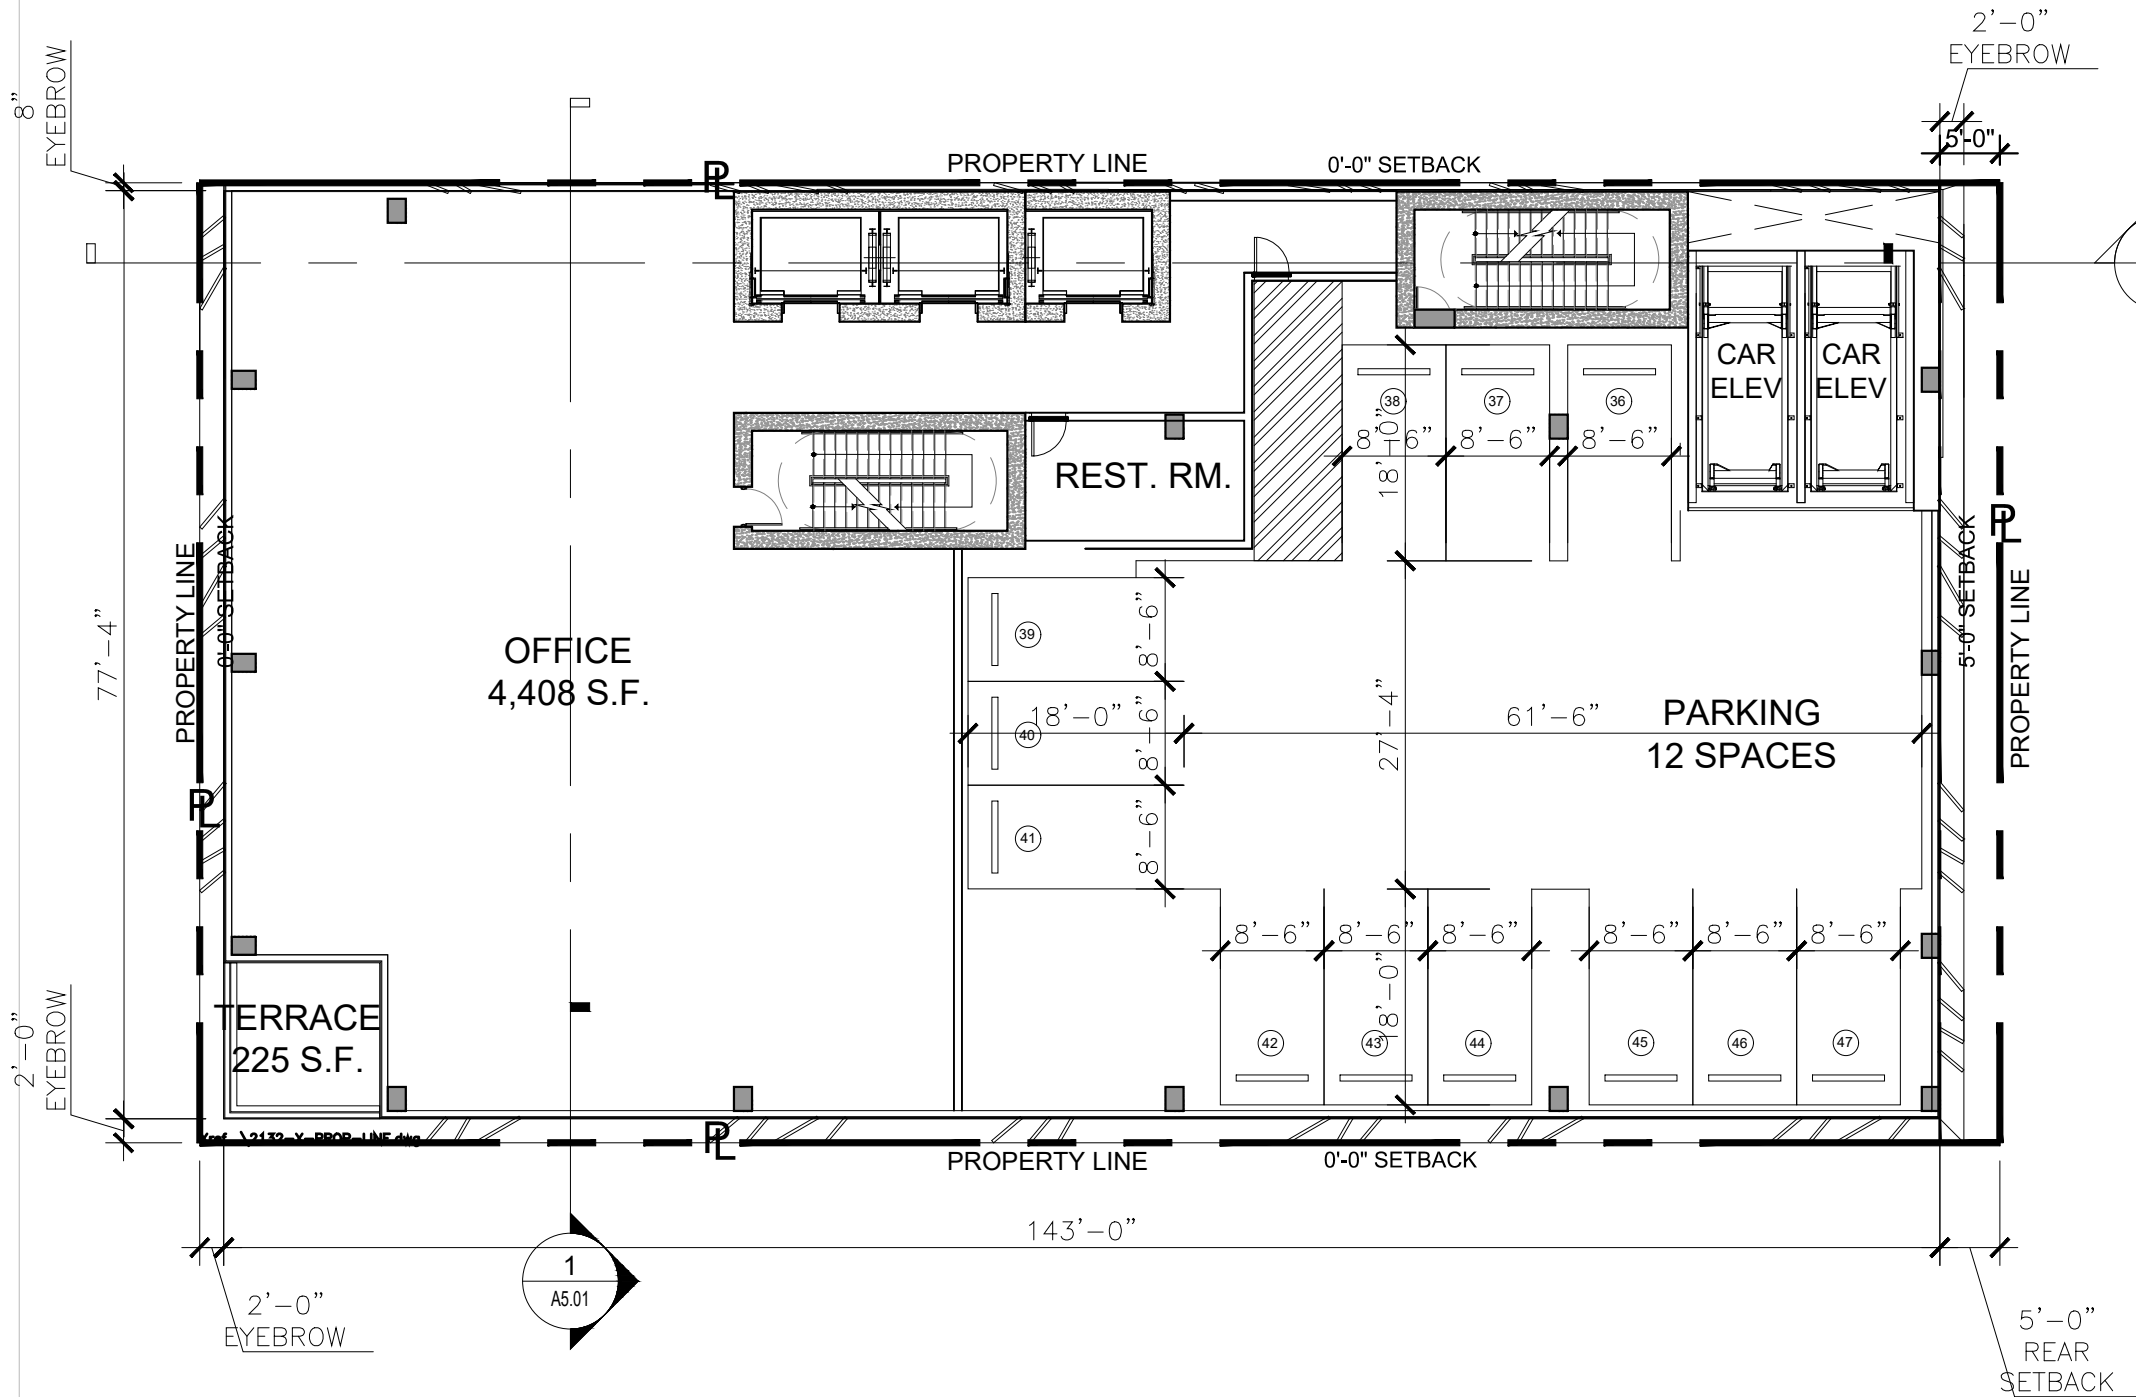 2’-0”
EYEBROW
8”
EYEBROW
5'-0"
PROPERTY LINE
0'-0" SETBACK
PL
CAR
ELEV
CAR
ELEV
38
37
36
8’-6”
8’-6”
8’-6”
18’-0”
REST. RM.
PL
5'-0" SETBACK
PROPERTY LINE
PROPERTY LINE
0'-0" SETBACK
77’-4”
OFFICE
4,408 S.F.
39
8’-6”
18’-0”
40
8’-6”
27’-4”
61’-6”
PARKING
12 SPACES
41
8’-6”
PL
8’-6”
8’-6”
8’-6”
8’-6”
8’-6”
8’-6”
18’-0”
TERRACE
225 S.F.
42
43
44
45
46
47
2’-0”
EYEBROW
Xref .\2132-X-PROP-LINE.dwg
PL
PROPERTY LINE
0'-0" SETBACK
143’-0”
1
A5.01
2’-0”
EYEBROW
5’-0”
REAR
SETBACK